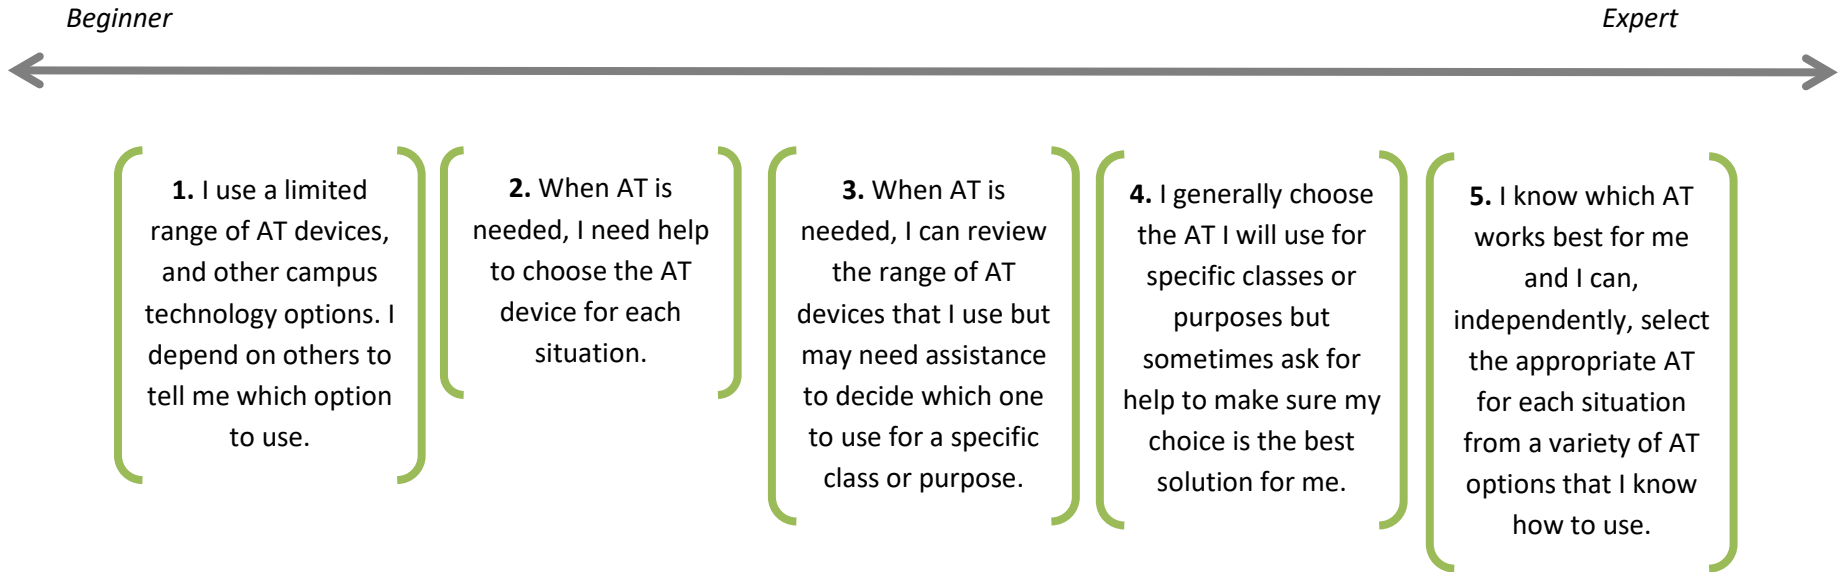 Beginner
Expert
1. I use a limited
range of AT devices,
and other campus
technology options. I
depend on others to
tell me which option
to use.
2. When AT is
needed, I need help
to choose the AT
device for each
situation.
3. When AT is
needed, I can review
the range of AT
devices that I use but
may need assistance
to decide which one
to use for a specific
class or purpose.
4. I generally choose
the AT I will use for
specific classes or
purposes but
sometimes ask for
help to make sure my
choice is the best
solution for me.
5. I know which AT
works best for me
and I can,
independently, select
the appropriate AT
for each situation
from a variety of AT
options that I know
how to use.